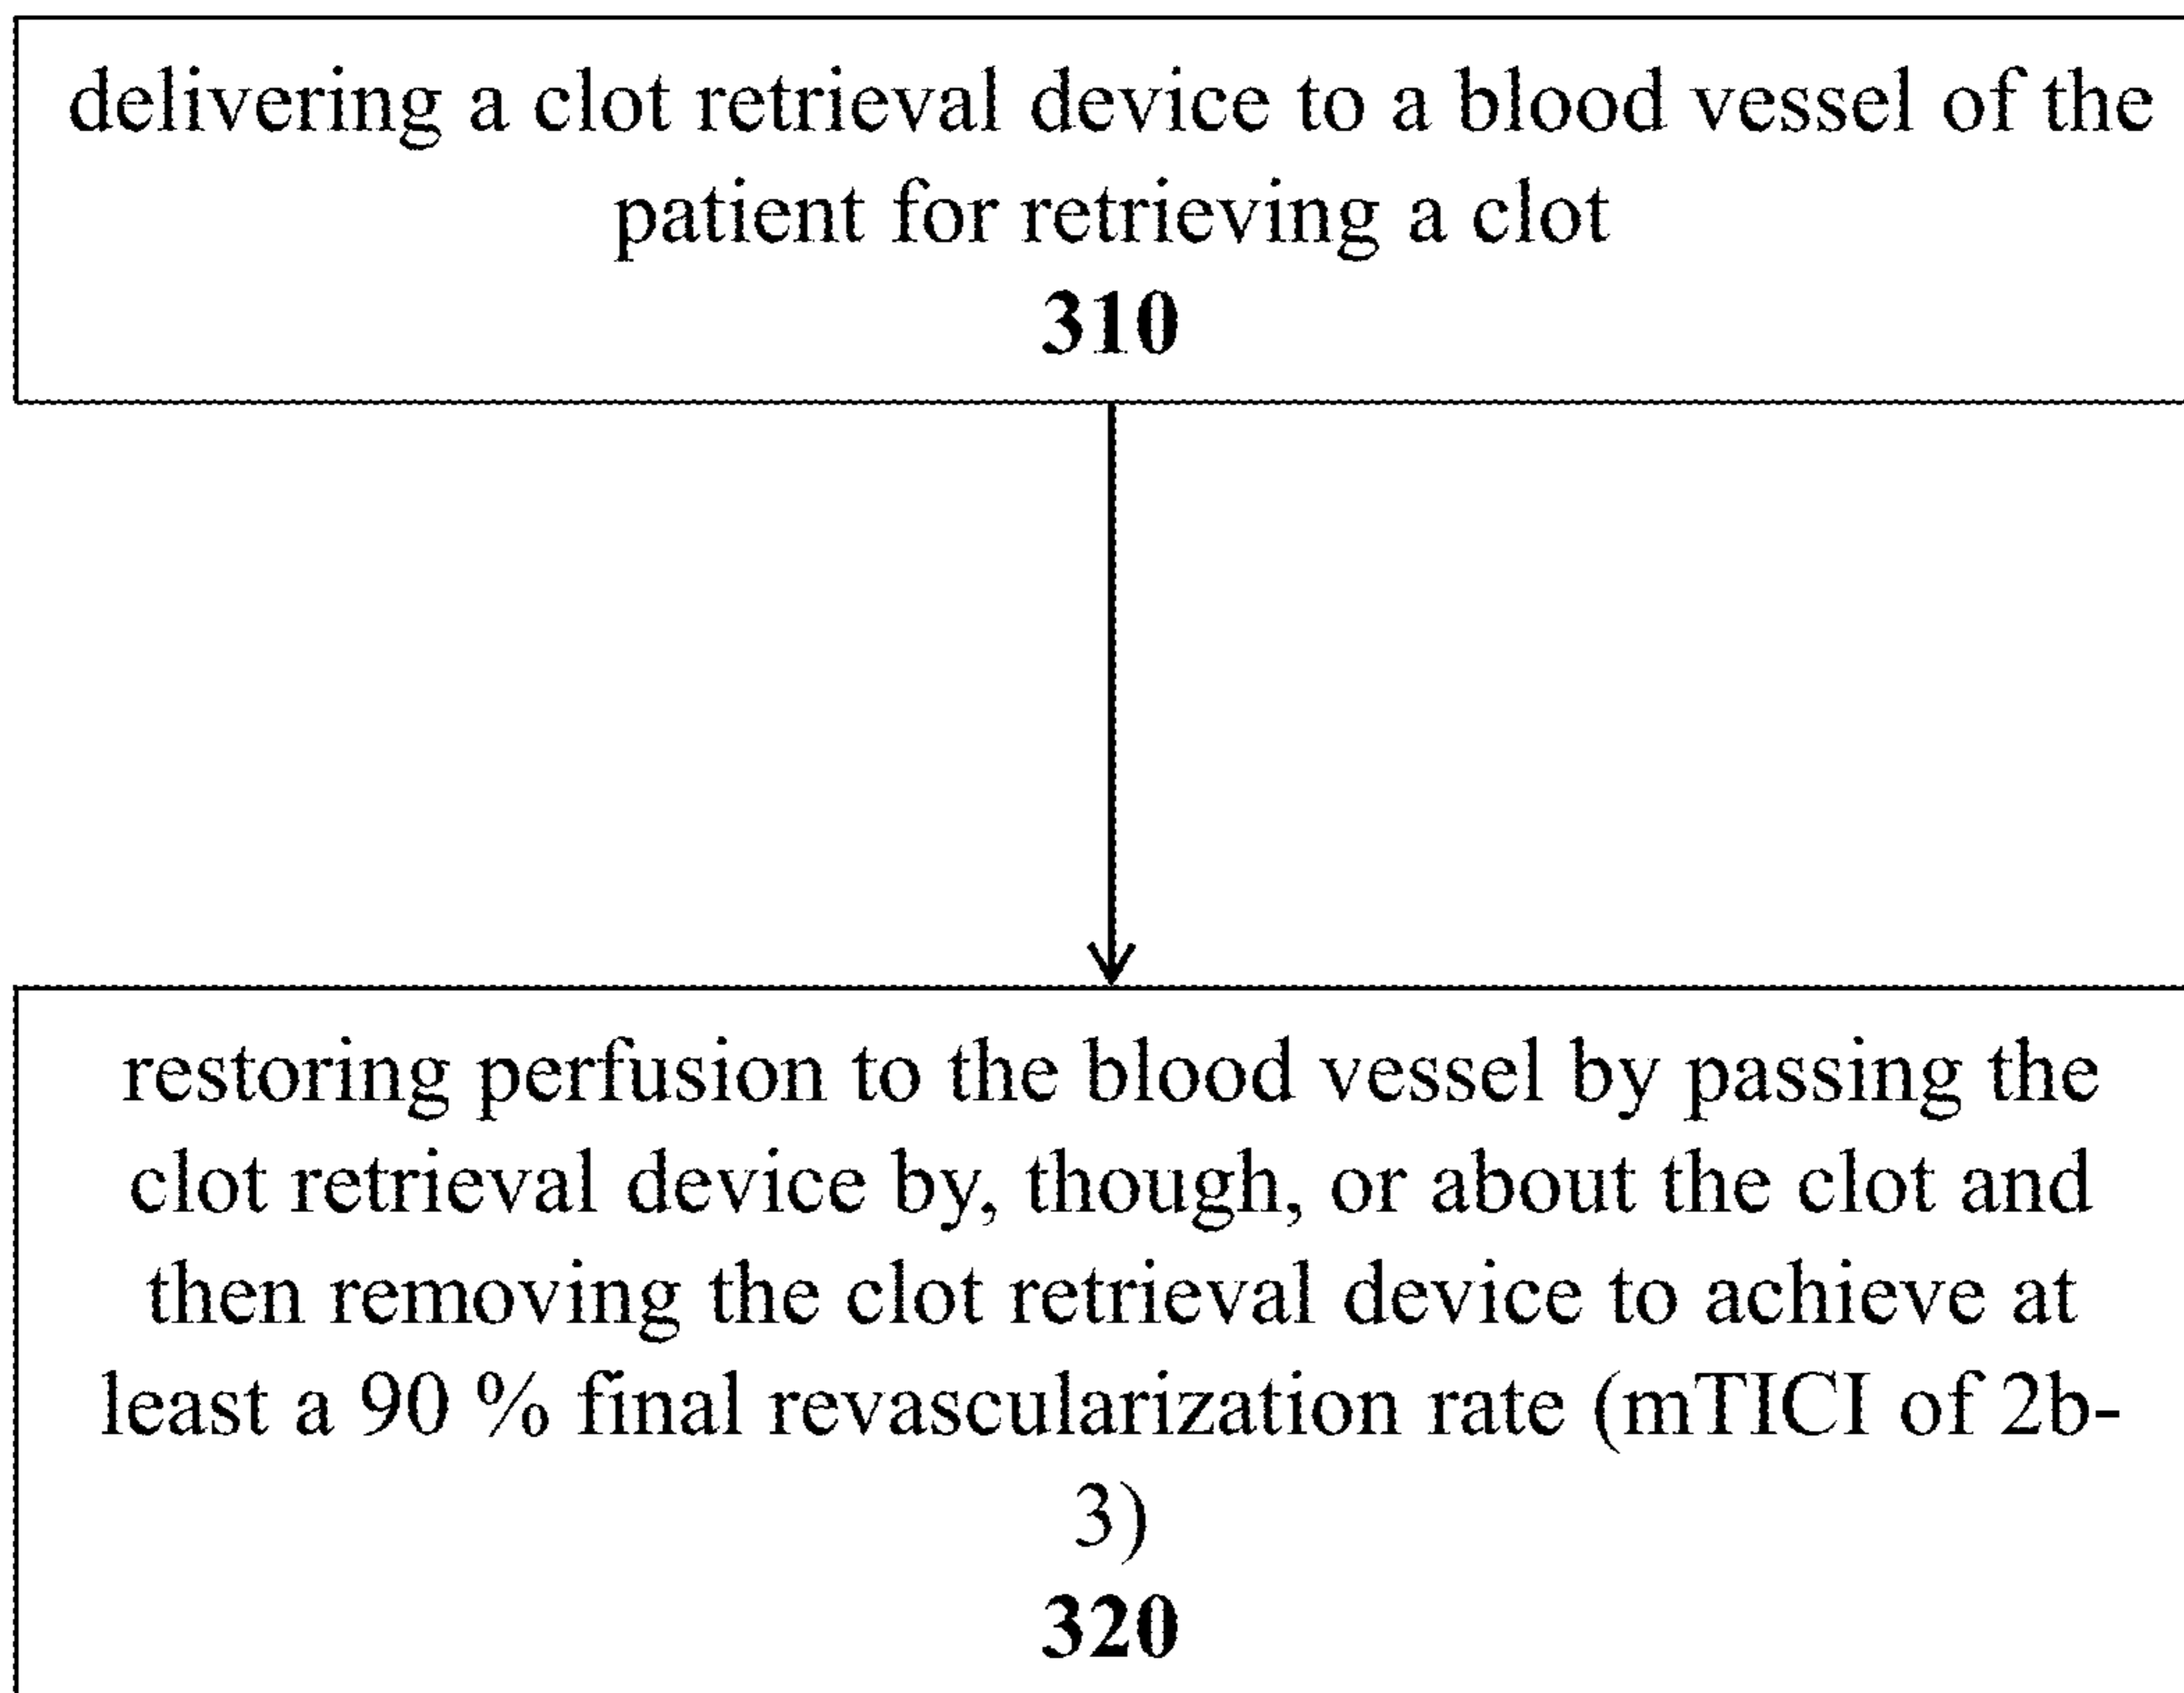 delivering a clot retrieval device to a blood vessel of the
patient for retrieving a clot
310
restoring perfusion to the blood vessel by passing the
clot retrieval device by, though, or about the clot and
then removing the clot retrieval device to achieve at
least a 90 % final revascularization rate (mTICI of 2b-
3)
320